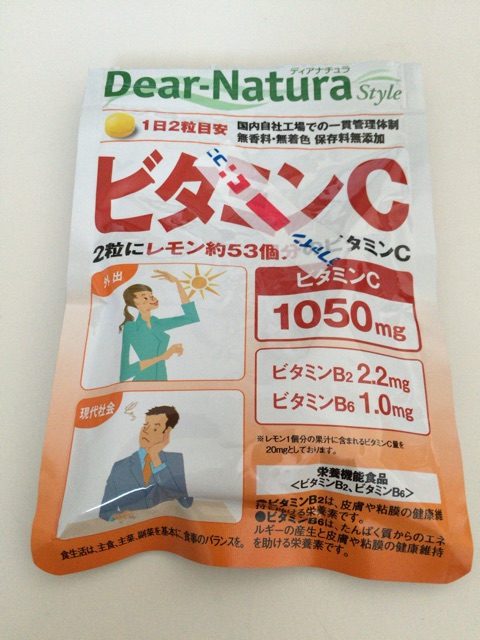 ディアナチュラ
Dear-Natura Style
1日2粒目安
国内自社工場での一貫管理体制
無香料・無着色 保存料無添加
ビタミンC
2粒にレモン約53個分のビタミンC
外出
ビタミンC
1050mg
ビタミンB2 2.2mg
ビタミンB6 1.0mg
現代社会
※レモン1個分の果汁に含まれるビタミンC量を
20mgとしております。
栄養機能食品
<ビタミンB2、ビタミンB6>
ビタミンB2は、皮膚や粘膜の健康維
ける栄養素です。
●ビタミンB6は、たんぱく質からのエネ
ルギーの産生と皮膚や粘膜の健康維持
を助ける栄養素です。
食生活は、主食、主菜、副菜を基本に、食事のバランスを。